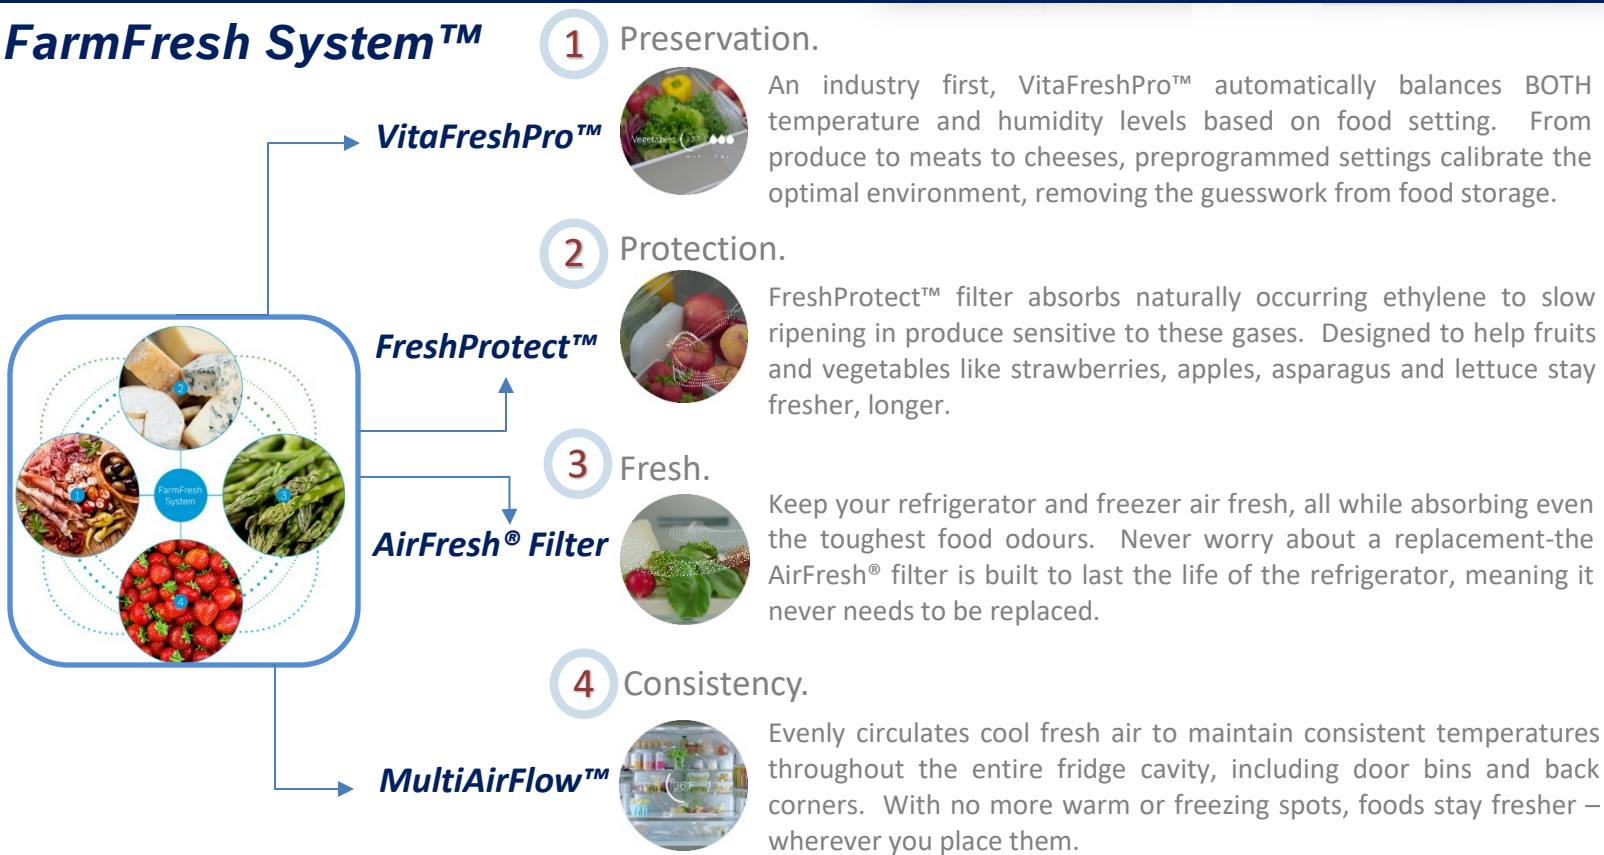 FarmFresh System™
1 Preservation.
VitaFreshPro™
Vegetables
An industry first, VitaFreshPro™ automatically balances BOTH
temperature and humidity levels based on food setting. From
produce to meats to cheeses, preprogrammed settings calibrate the
optimal environment, removing the guesswork from food storage.
2 Protection.
FreshProtect™
FreshProtect™ filter absorbs naturally occurring ethylene to slow
ripening in produce sensitive to these gases. Designed to help fruits
and vegetables like strawberries, apples, asparagus and lettuce stay
fresher, longer.
2
1
FarmFresh
System
3
4
3 Fresh.
AirFresh® Filter
Keep your refrigerator and freezer air fresh, all while absorbing even
the toughest food odours. Never worry about a replacement-the
AirFresh® filter is built to last the life of the refrigerator, meaning it
never needs to be replaced.
4 Consistency.
MultiAirFlow™
Evenly circulates cool fresh air to maintain consistent temperatures
throughout the entire fridge cavity, including door bins and back
corners. With no more warm or freezing spots, foods stay fresher –
wherever you place them.